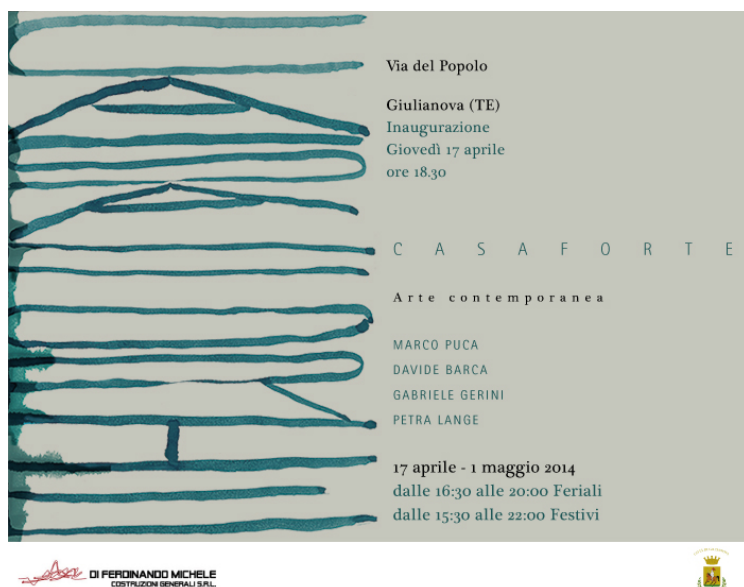 Via del Popolo
Giulianova (TE)
Inaugurazione
Giovedì 17 aprile
ore 18.30
CASAFORTE
Arte contemporanea
MARCO PUCA
DAVIDE BARCA
GABRIELE GERINI
PETRA LANGE
17 aprile - 1 maggio 2014
dalle 16:30 alle 20:00 Feriali
dalle 15:30 alle 22:00 Festivi
DI FERDINANDO MICHELE
COSTRUZIONI GENERALI S.R.L.